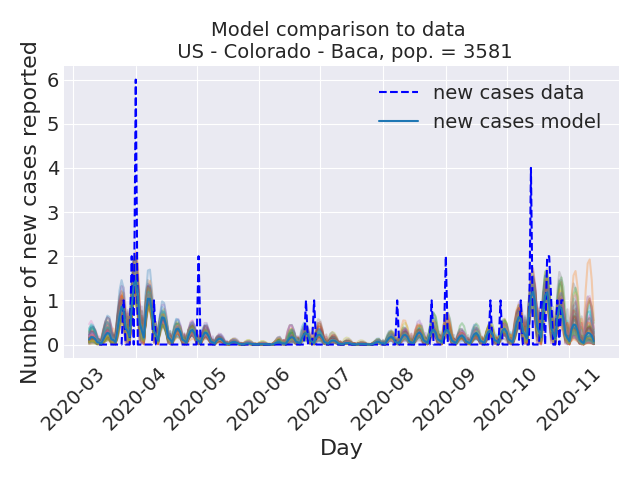 Model comparison to data
US - Colorado - Baca, pop. = 3581
Number of new cases reported
6
5
4
3
2
1
0
new cases data
new cases model
2020-03
2020-04
2020-05
2020-06
2020-07
2020-08
2020-09
2020-10
2020-11
Day